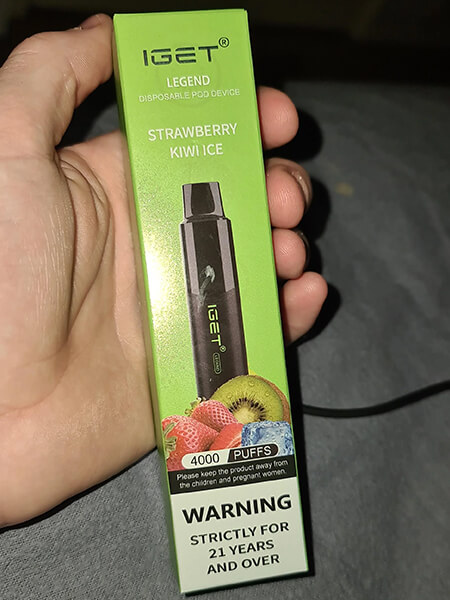 IGET®
LEGEND
DISPOSABLE POD DEVICE
STRAWBERRY
KIWI ICE
IGET®
4000 PUFFS
Please keep the product away from
the children and pregnant women.
WARNING
STRICTLY FOR
21 YEARS
AND OVER